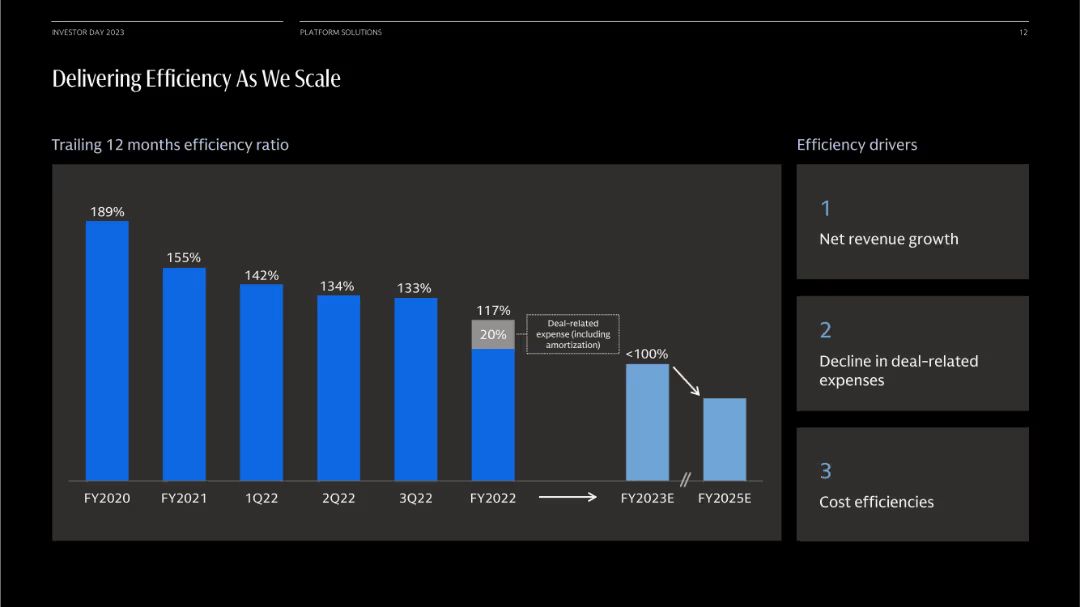 INVESTOR DAY 2023
PLATFORM SOLUTIONS
12
Delivering Efficiency As We Scale
Trailing 12 months efficiency ratio
189%
155%
142%
134%
133%
117%
20%
Deal-related
expense (including
amortization)
<100%
FY2020
FY2021
1Q22
2Q22
3Q22
FY2022
FY2023E
//
FY2025E
Efficiency drivers
1
Net revenue growth
2
Decline in deal-related
expenses
3
Cost efficiencies